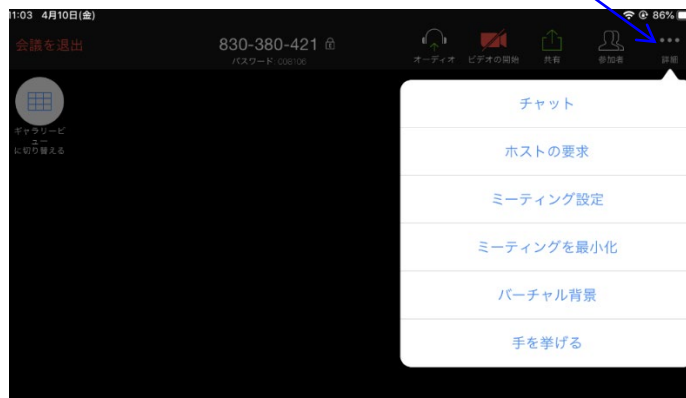 11:03 4月10日(金)
86%
会議を退出
830-380-421
パスワード:008106
オーディオ
ビデオの開始
共有
参加者
詳細
ギャラリービ
ュー
に切り替える
チャット
ホストの要求
ミーティング設定
ミーティングを最小化
バーチャル背景
手を挙げる